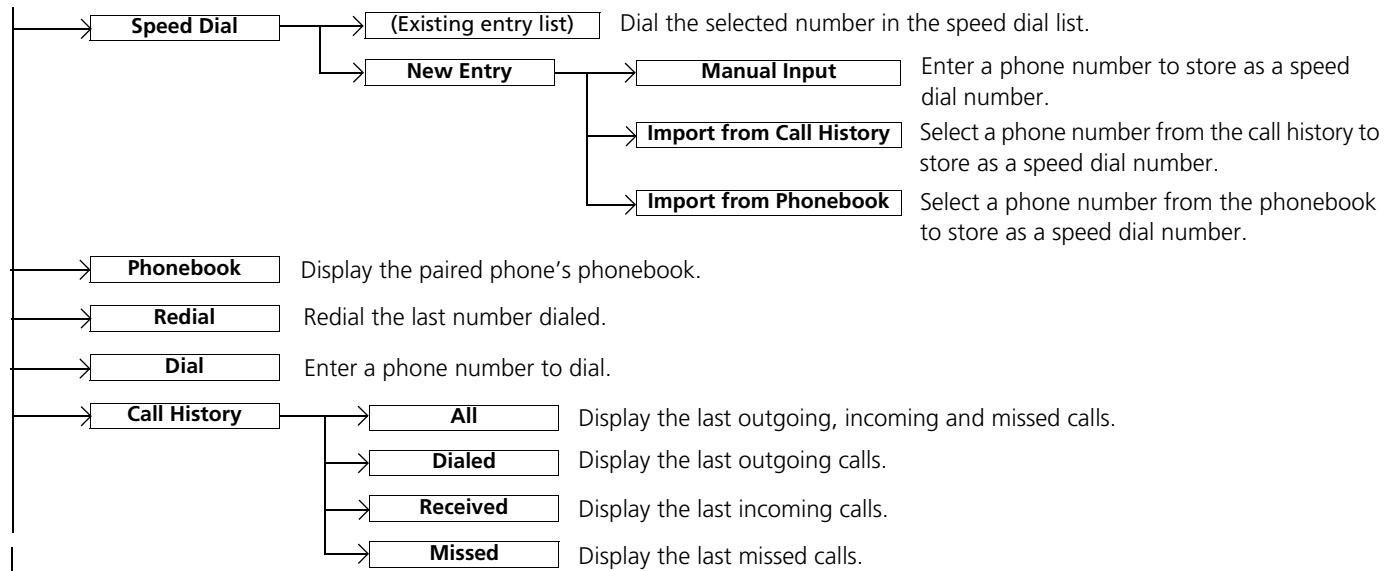 Speed Dial
(Existing entry list)
Dial the selected number in the speed dial list.
New Entry
Manual Input
Enter a phone number to store as a speed
dial number.
Import from Call History
Select a phone number from the call history to
store as a speed dial number.
Import from Phonebook
Select a phone number from the phonebook
to store as a speed dial number.
Phonebook
Display the paired phone’s phonebook.
Redial
Redial the last number dialed.
Dial
Enter a phone number to dial.
Call History
All
Display the last outgoing, incoming and missed calls.
Dialed
Display the last outgoing calls.
Received
Display the last incoming calls.
Missed
Display the last missed calls.